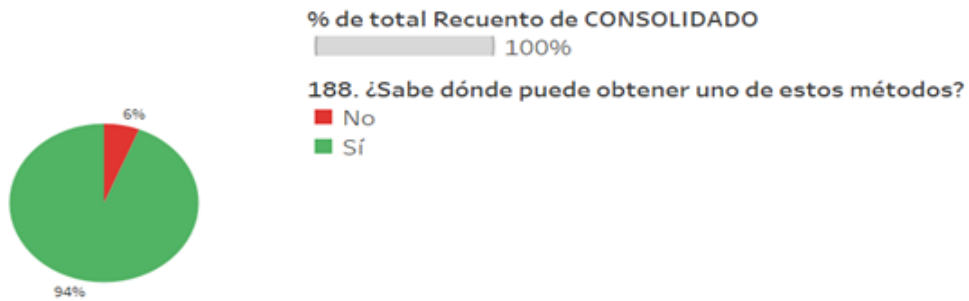 % de total Recuento de CONSOLIDADO
100%
188. ¿Sabe dónde puede obtener uno de estos métodos?
No
Sí
6%
94%